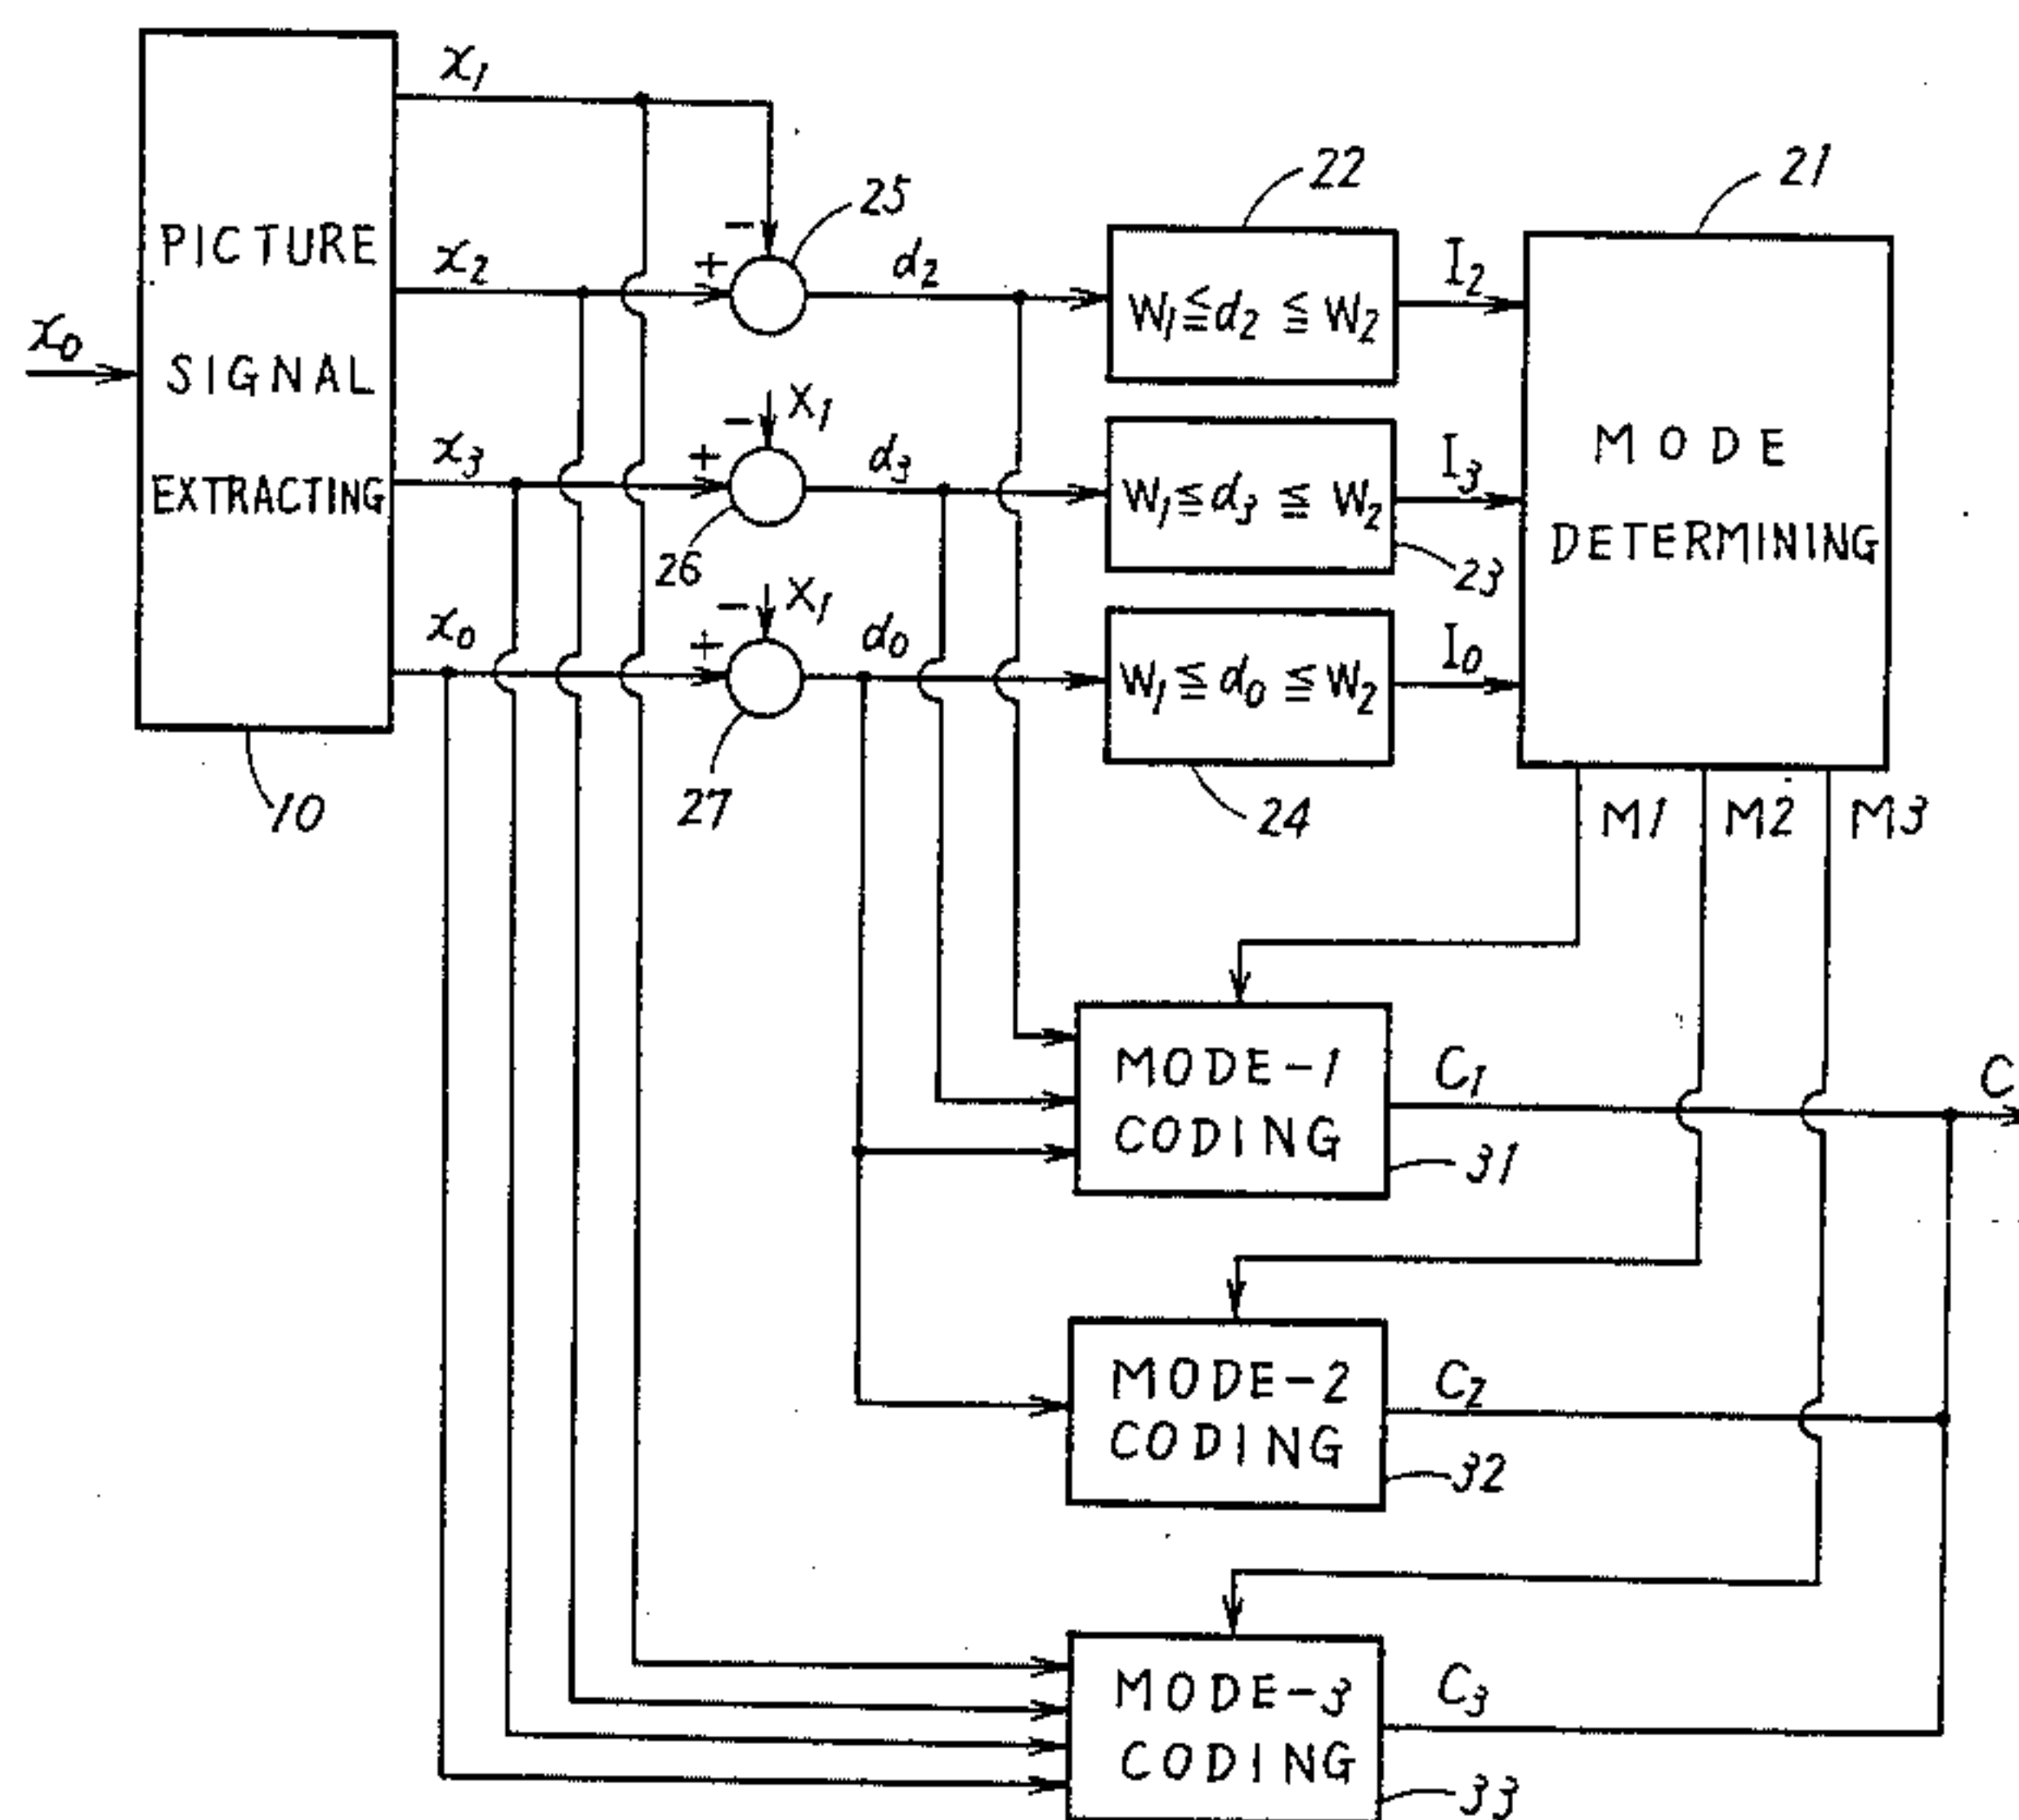 x₁
22
21
25
PICTURE
SIGNAL
EXTRACTING
x₀
x₂
−
+
d₂
W₁ ≦ d₂ ≦ W₂
I₂
MODE
DETERMINING
x₃
−
X₁
+
d₃
W₁ ≦ d₃ ≦ W₂
I₃
26
23
x₀
−
X₁
+
d₀
W₁ ≦ d₀ ≦ W₂
I₀
10
27
24
M1
M2
M3
MODE-1
CODING
C₁
C
31
MODE-2
CODING
C₂
32
MODE-3
CODING
C₃
33